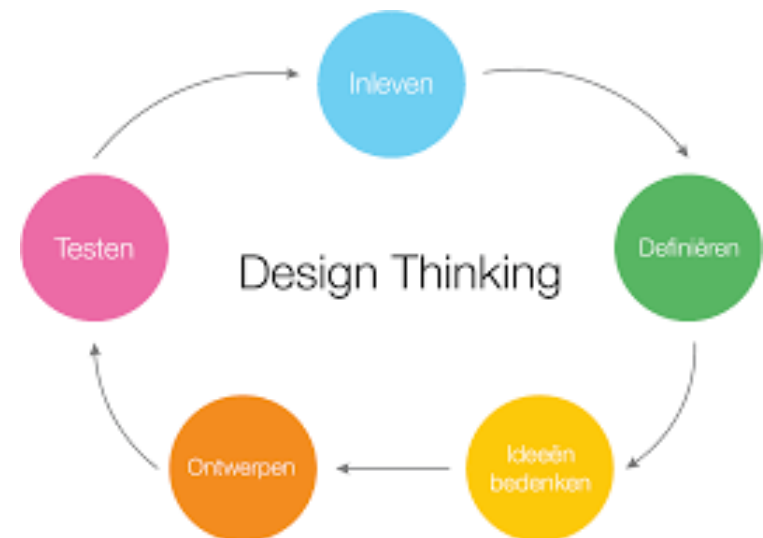 Inleven
Definiëren
Testen
Design Thinking
Ideeën
bedenken
Ontwerpen